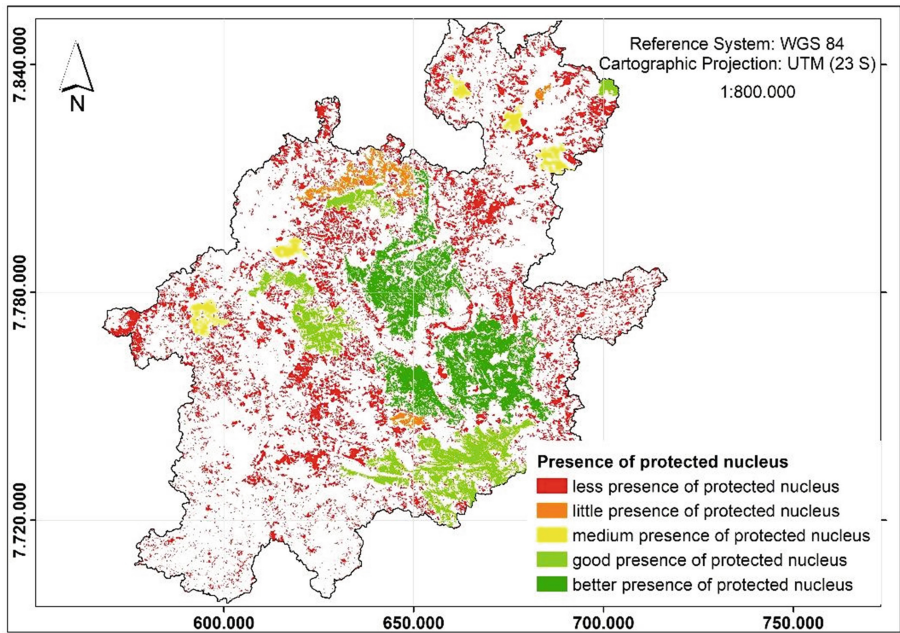 Reference System: WGS 84
Cartographic Projection: UTM (23 S)
1:800.000
N
7.840.000
7.780.000
7.720.000
Presence of protected nucleus
less presence of protected nucleus
little presence of protected nucleus
medium presence of protected nucleus
good presence of protected nucleus
better presence of protected nucleus
600.000 650.000 700.000 750.000